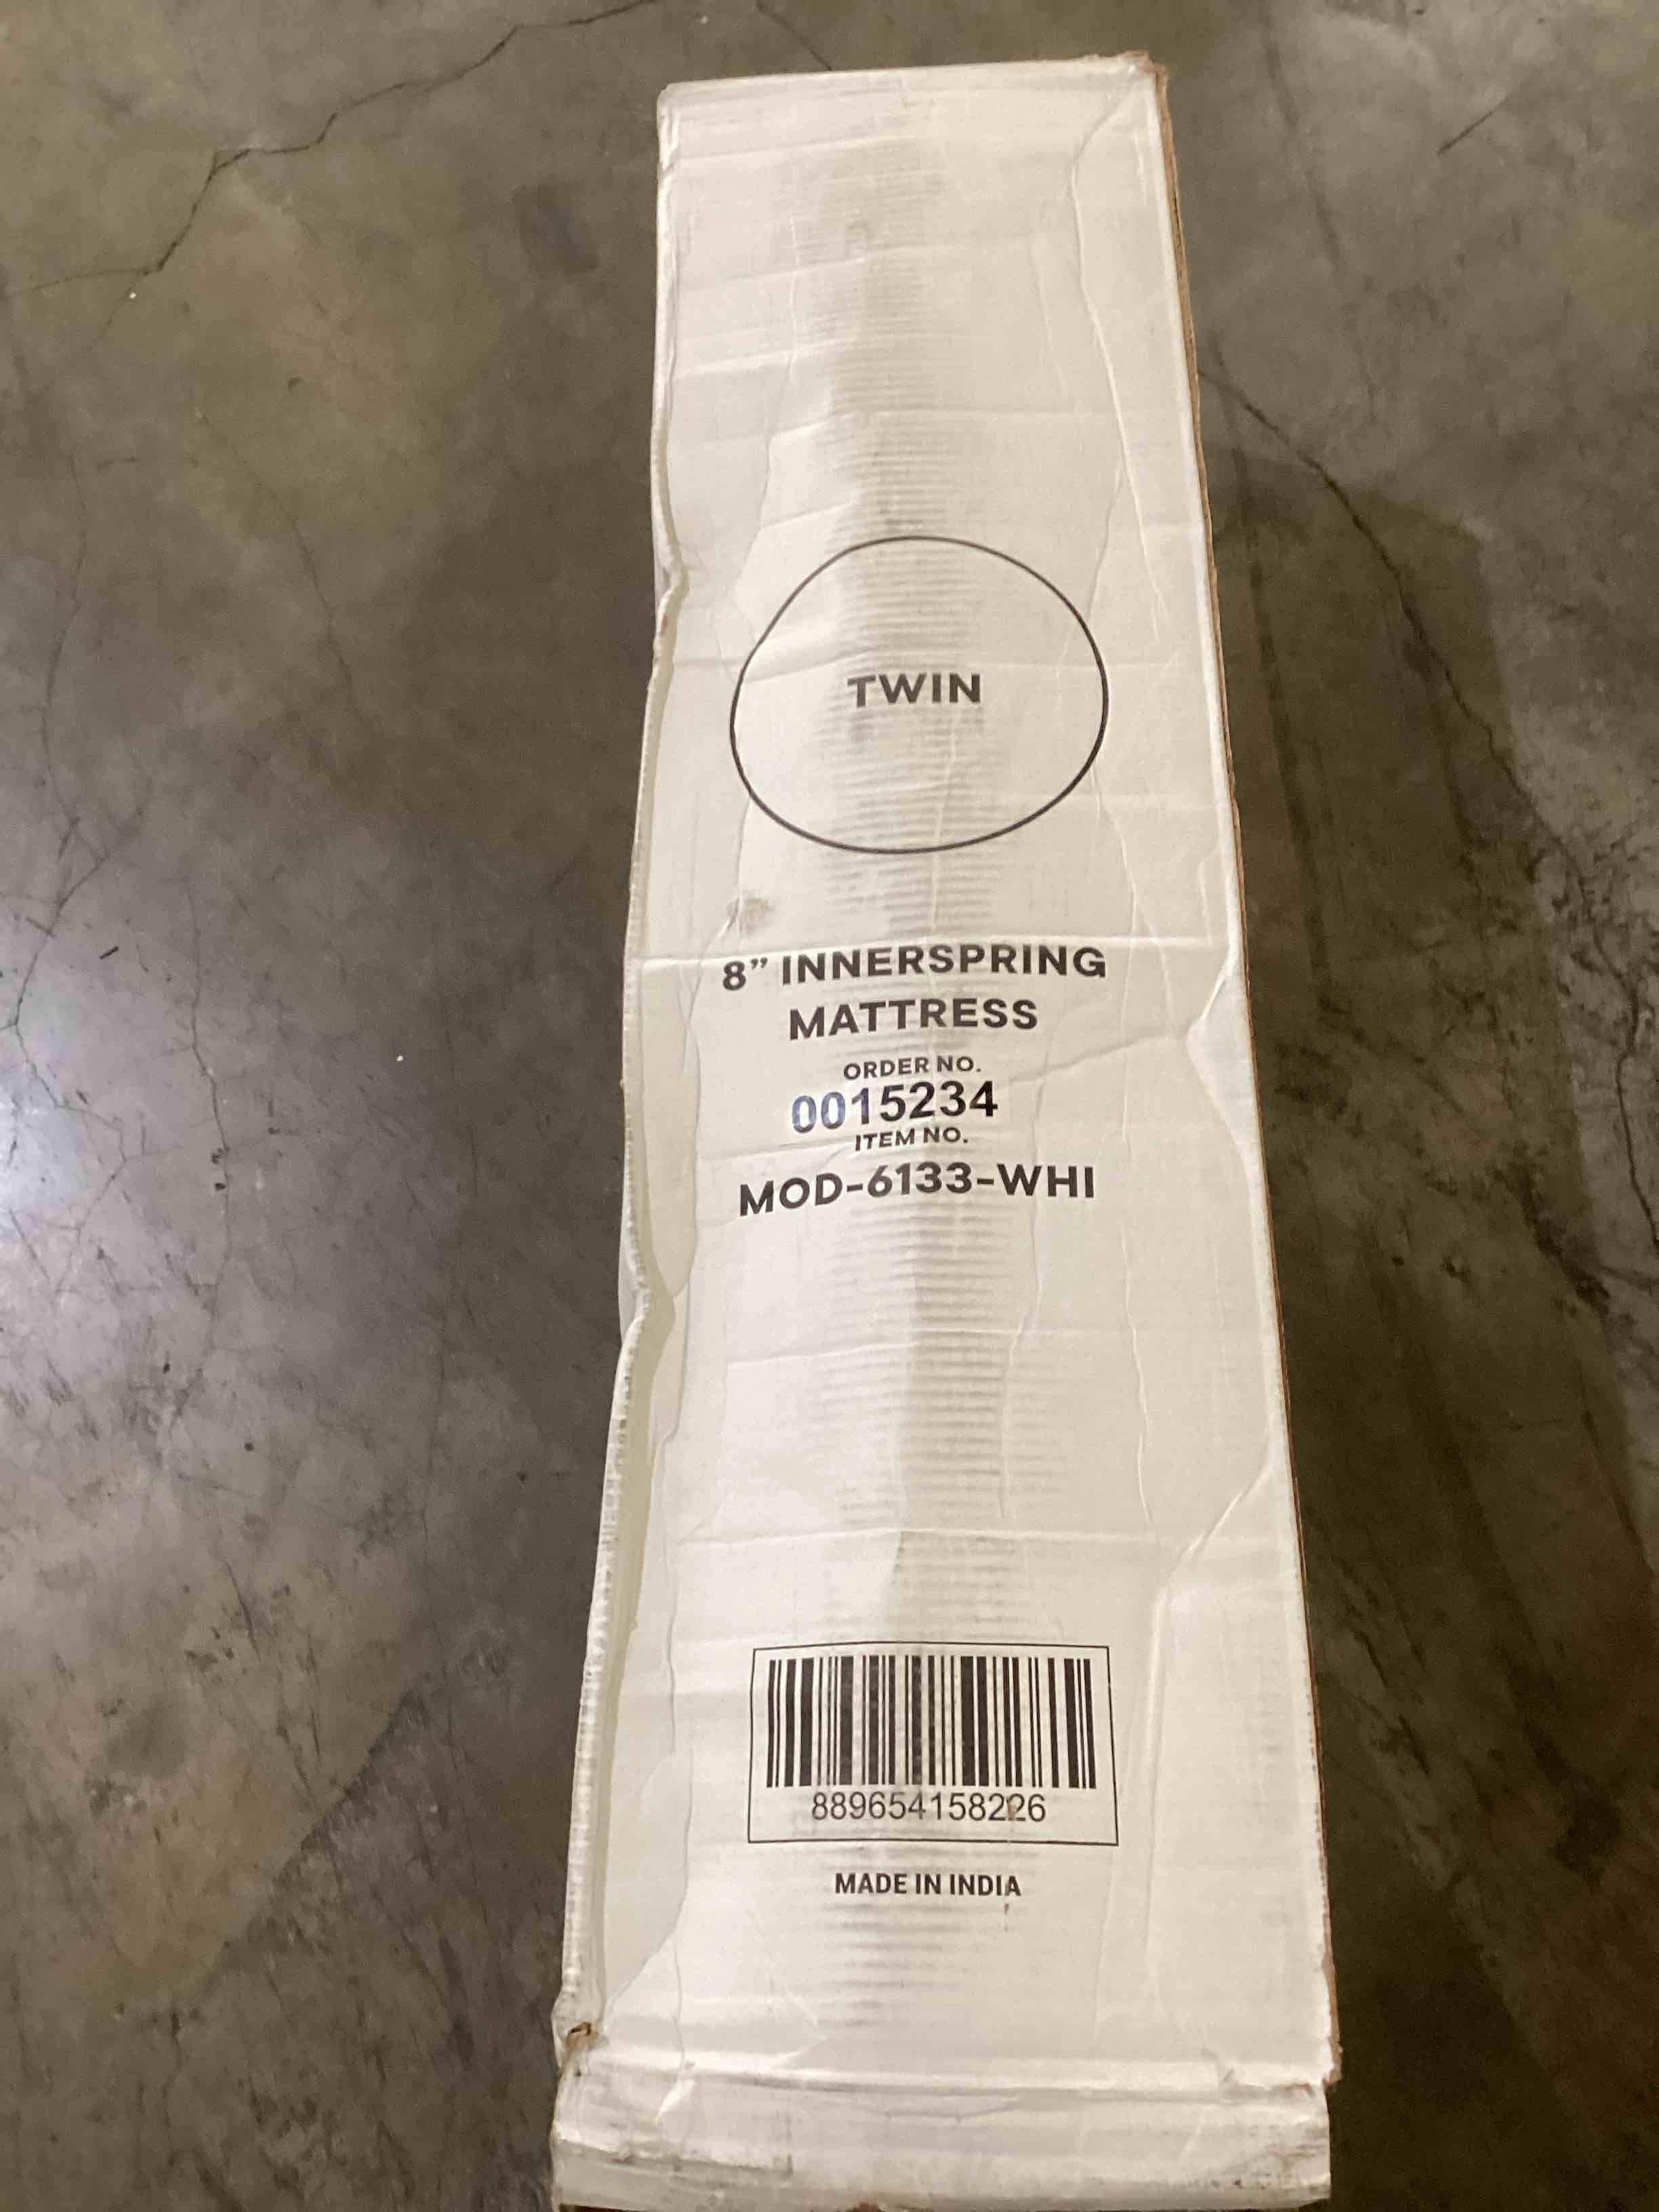 TWIN
8” INNERSPRING
MATTRESS
ORDER NO.
0015234
ITEM NO.
MOD-6133-WHI
889654158226
MADE IN INDIA